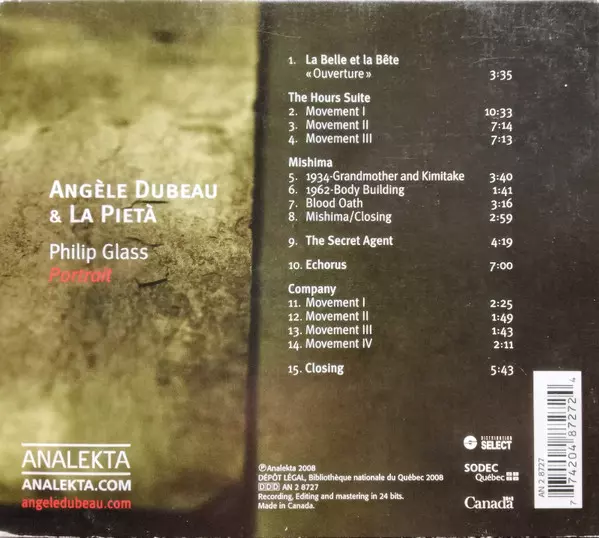 Angèle Dubeau
& La Pietà
Philip Glass
Portrait
1. La Belle et la Bête
« Ouverture » 3:35
The Hours Suite
2. Movement I 10:33
3. Movement II 7:14
4. Movement III 7:13
Mishima
5. 1934-Grandmother and Kimitake 3:40
6. 1962-Body Building 1:41
7. Blood Oath 3:16
8. Mishima/Closing 2:59
9. The Secret Agent 4:19
10. Echorus 7:00
Company
11. Movement I 2:25
12. Movement II 1:49
13. Movement III 1:43
14. Movement IV 2:11
15. Closing 5:43
ANALEKTA
ANALEKTA.COM
angeledubeau.com
℗Analekta 2008
DÉPÔT LÉGAL, Bibliothèque nationale du Québec 2008
DDD AN 2 8727
Recording, Editing and mastering in 24 bits.
Made in Canada.
DISTRIBUTION
SELECT
SODEC
Québec
Canada
AN 2 8727
7 74204 87272 4